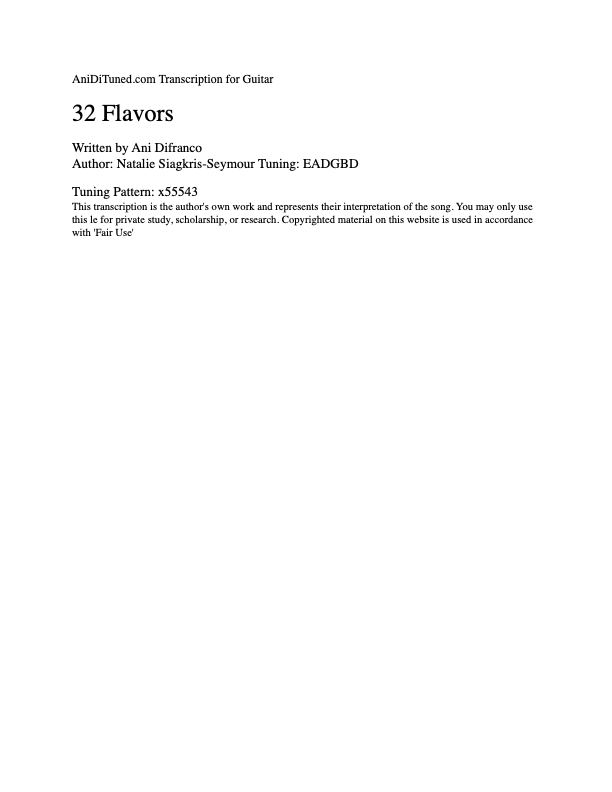 AniDiTuned.com Transcription for Guitar
32 Flavors
Written by Ani Difranco
Author: Natalie Siagkris-Seymour Tuning: EADGBD
Tuning Pattern: x55543
This transcription is the author's own work and represents their interpretation of the song. You may only use
this le for private study, scholarship, or research. Copyrighted material on this website is used in accordance
with 'Fair Use'